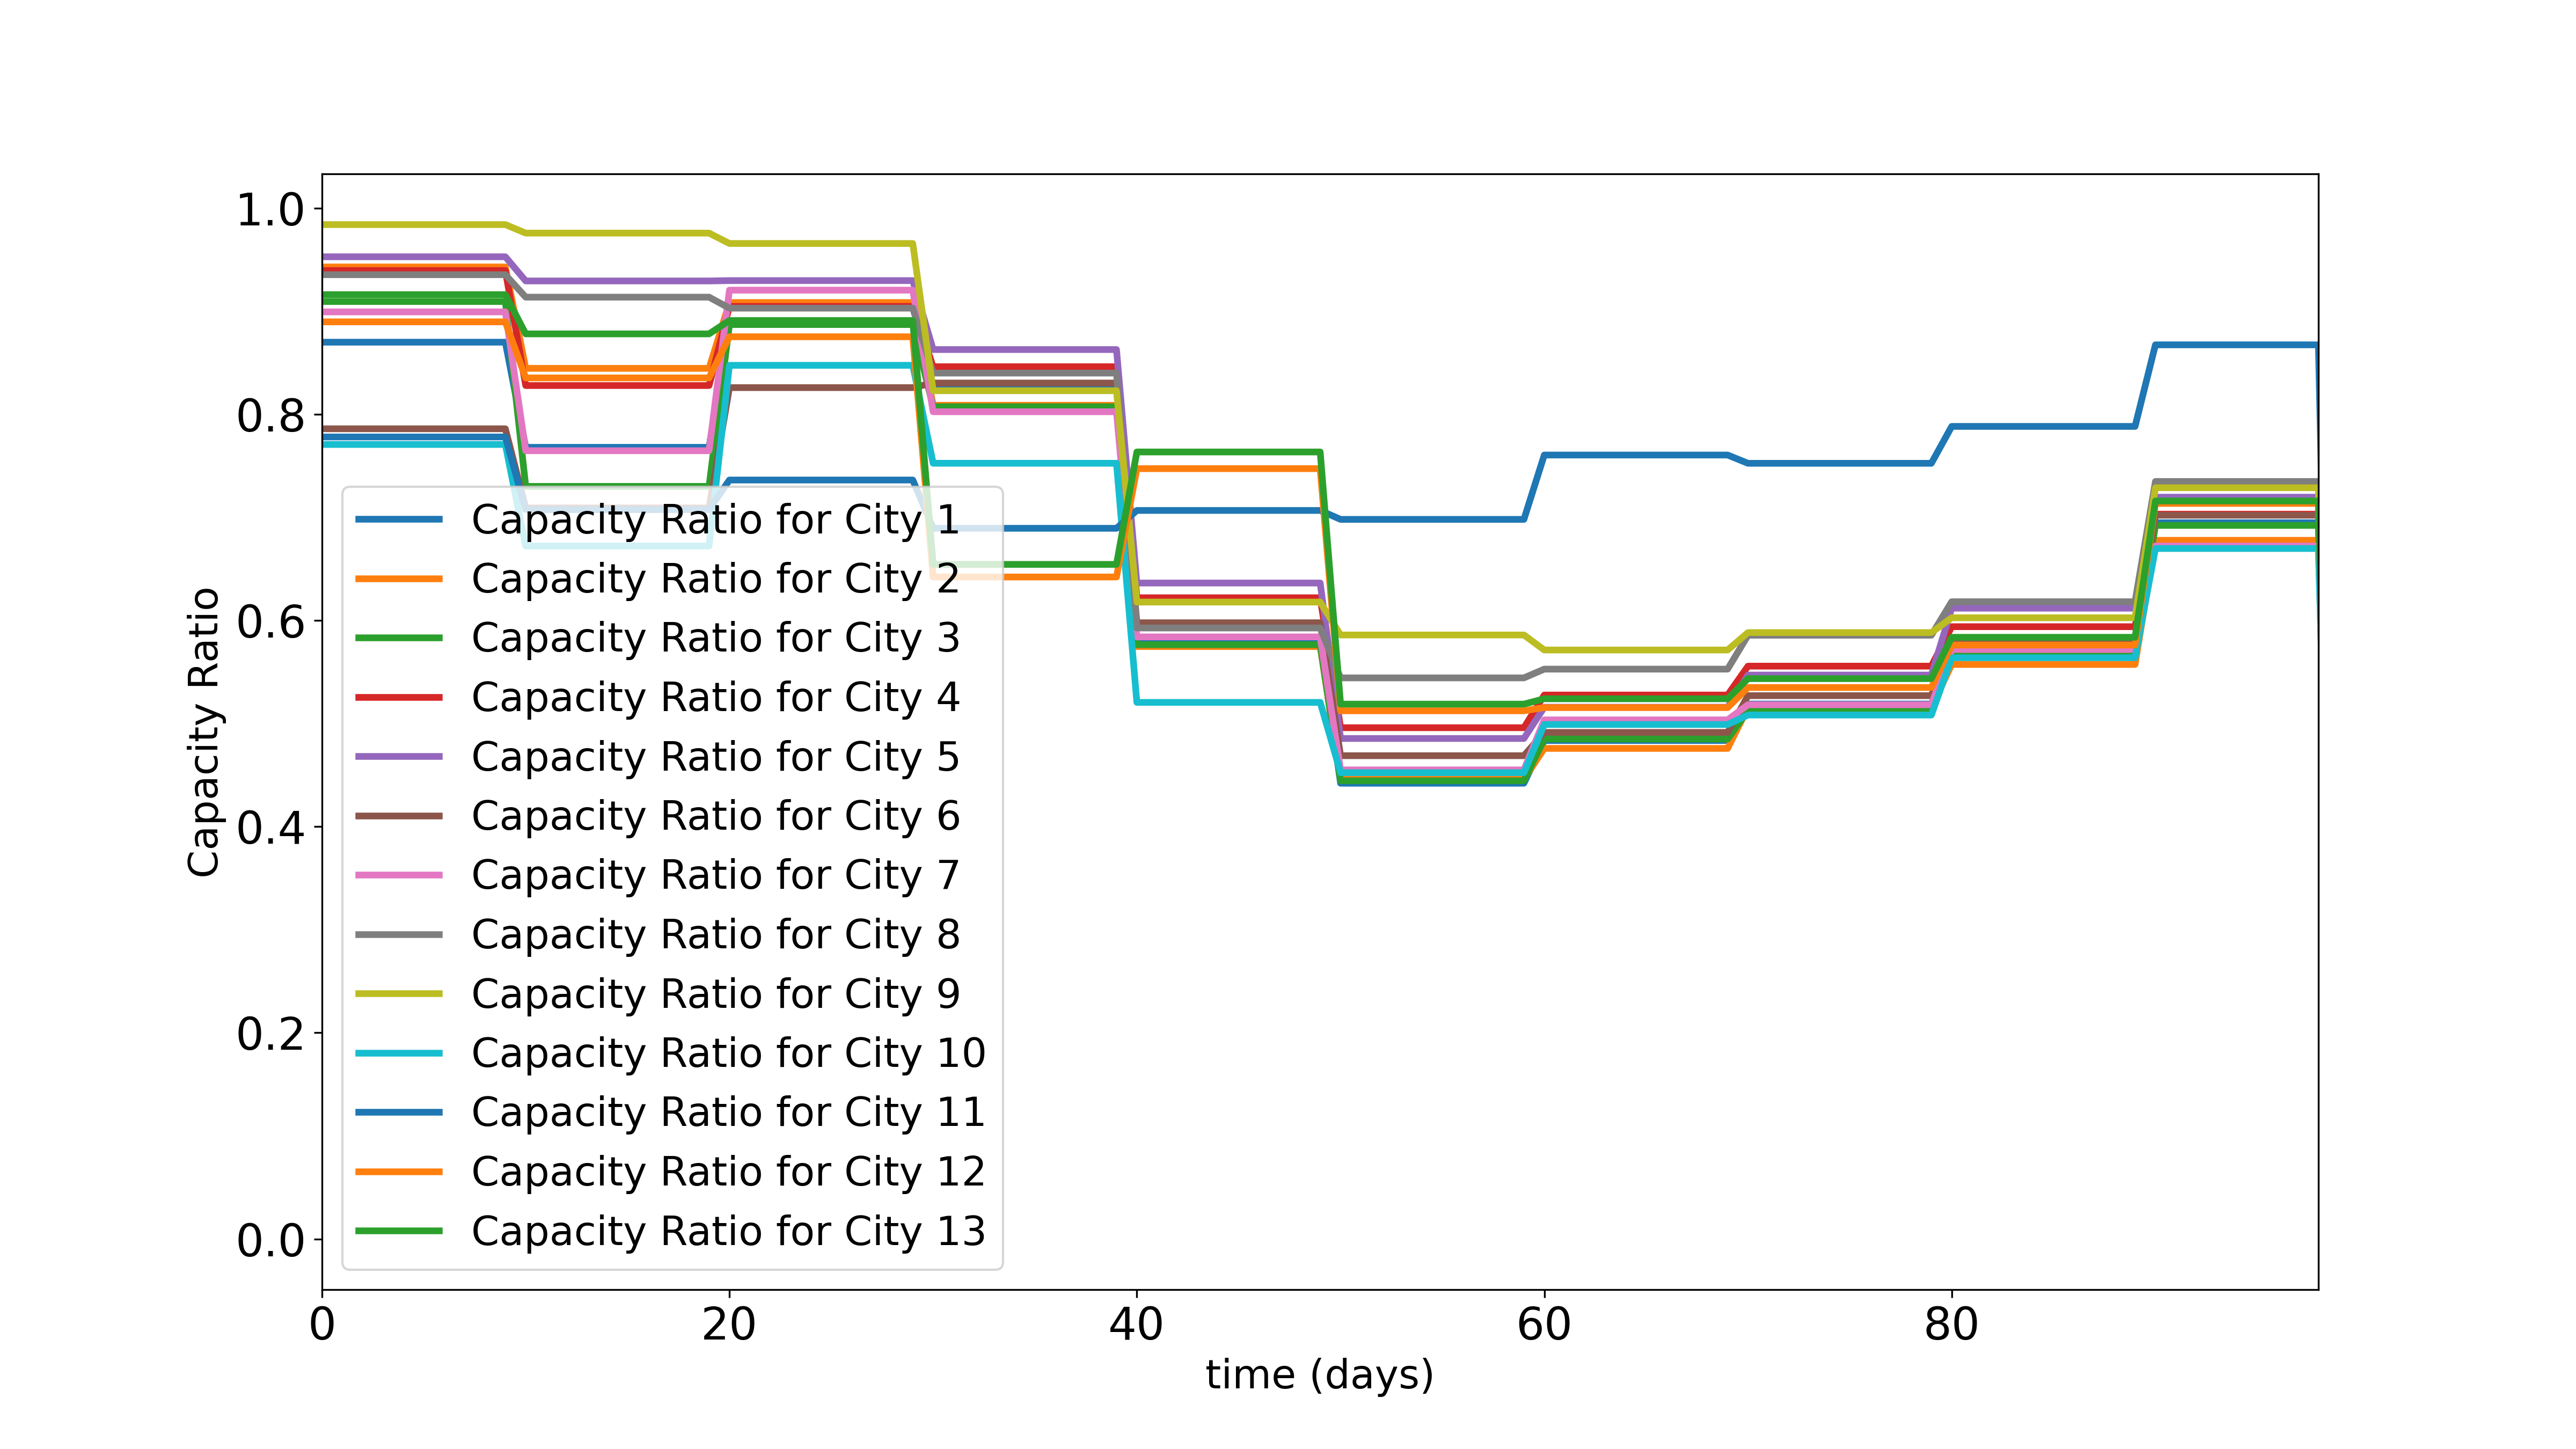 1.0
0.8
0.6
0.4
0.2
0.0
Capacity Ratio
Capacity Ratio for City 1
Capacity Ratio for City 2
Capacity Ratio for City 3
Capacity Ratio for City 4
Capacity Ratio for City 5
Capacity Ratio for City 6
Capacity Ratio for City 7
Capacity Ratio for City 8
Capacity Ratio for City 9
Capacity Ratio for City 10
Capacity Ratio for City 11
Capacity Ratio for City 12
Capacity Ratio for City 13
0 20 40 60 80
time (days)